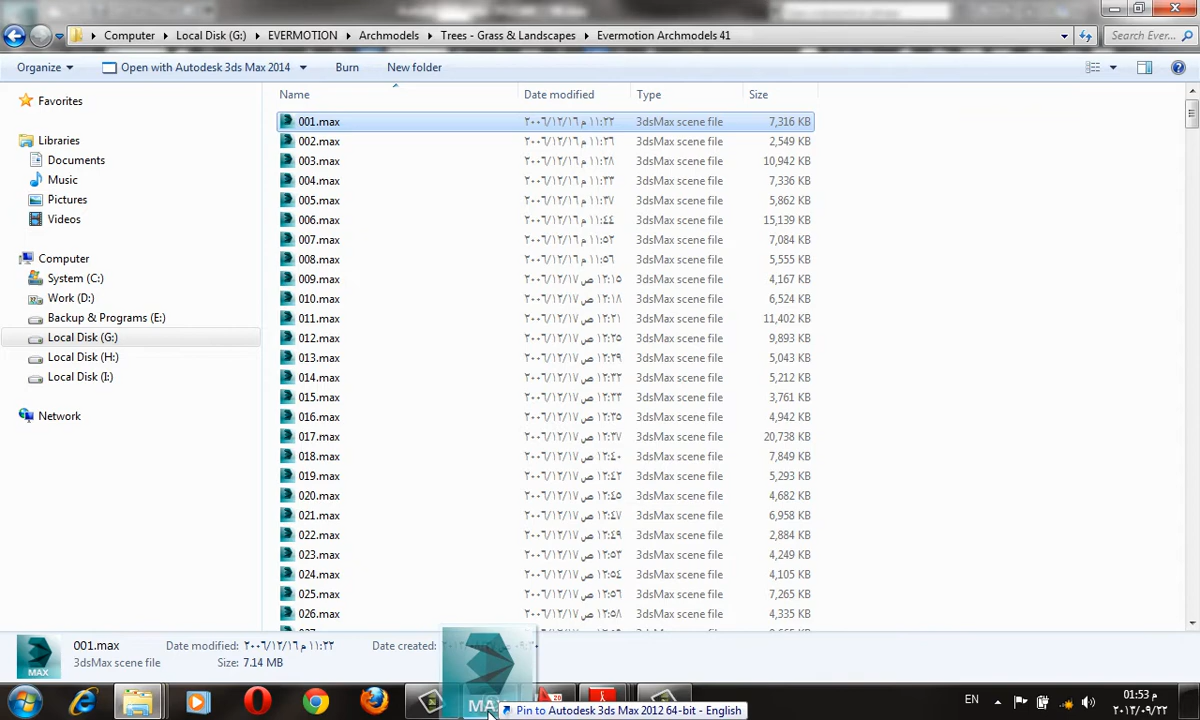 Computer ▸ Local Disk (G:) ▸ EVERMOTION ▸ Archmodels ▸ Trees - Grass & Landscapes ▸ Evermotion Archmodels 41
Search Ever...
Organize Open with Autodesk 3ds Max 2014 Burn New folder
Favorites
Libraries
Documents
Music
Pictures
Videos
Computer
System (C:)
Work (D:)
Backup & Programs (E:)
Local Disk (G:)
Local Disk (H:)
Local Disk (I:)
Network
Name Date modified Type Size
001.max ٢٠٠٦/١٢/١٦ ١١:٢٢ م 3dsMax scene file 7,316 KB
002.max ٢٠٠٦/١٢/١٦ ١١:٢٦ م 3dsMax scene file 2,549 KB
003.max ٢٠٠٦/١٢/١٦ ١١:٢٨ م 3dsMax scene file 10,942 KB
004.max ٢٠٠٦/١٢/١٦ ١١:٣٣ م 3dsMax scene file 7,336 KB
005.max ٢٠٠٦/١٢/١٦ ١١:٣٧ م 3dsMax scene file 5,862 KB
006.max ٢٠٠٦/١٢/١٦ ١١:٤٤ م 3dsMax scene file 15,139 KB
007.max ٢٠٠٦/١٢/١٦ ١١:٥٢ م 3dsMax scene file 7,084 KB
008.max ٢٠٠٦/١٢/١٦ ١١:٥٦ م 3dsMax scene file 5,555 KB
009.max ٢٠٠٦/١٢/١٧ ١٢:١٥ ص 3dsMax scene file 4,167 KB
010.max ٢٠٠٦/١٢/١٧ ١٢:١٨ ص 3dsMax scene file 6,524 KB
011.max ٢٠٠٦/١٢/١٧ ١٢:٢١ ص 3dsMax scene file 11,402 KB
012.max ٢٠٠٦/١٢/١٧ ١٢:٢٥ ص 3dsMax scene file 9,893 KB
013.max ٢٠٠٦/١٢/١٧ ١٢:٢٩ ص 3dsMax scene file 5,043 KB
014.max ٢٠٠٦/١٢/١٧ ١٢:٣٢ ص 3dsMax scene file 5,212 KB
015.max ٢٠٠٦/١٢/١٧ ١٢:٣٣ ص 3dsMax scene file 3,761 KB
016.max ٢٠٠٦/١٢/١٧ ١٢:٣٥ ص 3dsMax scene file 4,942 KB
017.max ٢٠٠٦/١٢/١٧ ١٢:٣٧ ص 3dsMax scene file 20,738 KB
018.max ٢٠٠٦/١٢/١٧ ١٢:٤٠ ص 3dsMax scene file 7,849 KB
019.max ٢٠٠٦/١٢/١٧ ١٢:٤٢ ص 3dsMax scene file 5,293 KB
020.max ٢٠٠٦/١٢/١٧ ١٢:٤٥ ص 3dsMax scene file 4,682 KB
021.max ٢٠٠٦/١٢/١٧ ١٢:٤٧ ص 3dsMax scene file 6,958 KB
022.max ٢٠٠٦/١٢/١٧ ١٢:٤٩ ص 3dsMax scene file 2,884 KB
023.max ٢٠٠٦/١٢/١٧ ١٢:٥٣ ص 3dsMax scene file 4,249 KB
024.max ٢٠٠٦/١٢/١٧ ١٢:٥٤ ص 3dsMax scene file 4,105 KB
025.max ٢٠٠٦/١٢/١٧ ١٢:٥٦ ص 3dsMax scene file 7,265 KB
026.max ٢٠٠٦/١٢/١٧ ١٢:٥٨ ص 3dsMax scene file 4,335 KB
MAX
001.max Date modified: ٢٠٠٦/١٢/١٦ ١١:٢٢ م Date created:
3dsMax scene file Size: 7.14 MB
Pin to Autodesk 3ds Max 2012 64-bit - English
EN
01:53 م
٢٠١٣/٠٩/٢٢